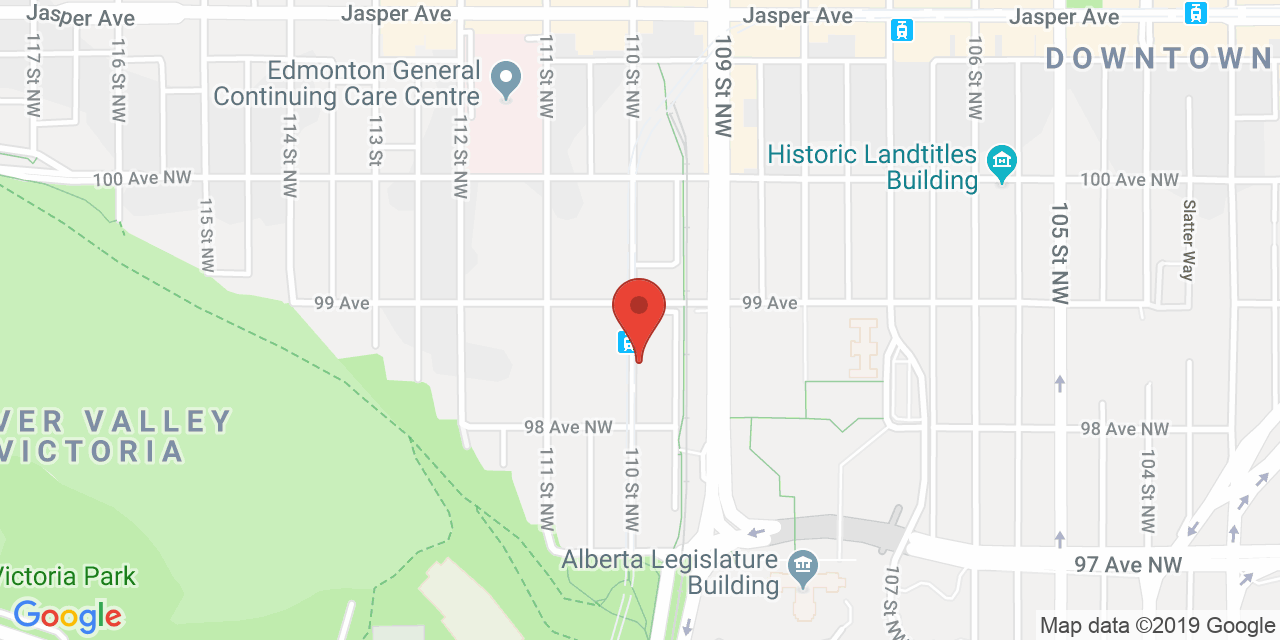 Jasper Ave
Jasper Ave
Jasper Ave
Jasper Ave
117 St NW
116 St NW
111 St NW
110 St NW
109 St NW
106 St NW
DOWNTOWN
Edmonton General
Continuing Care Centre
114 St NW
113 St
112 St NW
Historic Landtitles
Building
100 Ave NW
100 Ave NW
115 St NW
105 St NW
Slatter Way
99 Ave
99 Ave
VER VALLEY
VICTORIA
98 Ave NW
98 Ave NW
111 St NW
110 St NW
104 St NW
Alberta Legislature
Building
97 Ave NW
107 St NW
Victoria Park
Google
Map data ©2019 Google